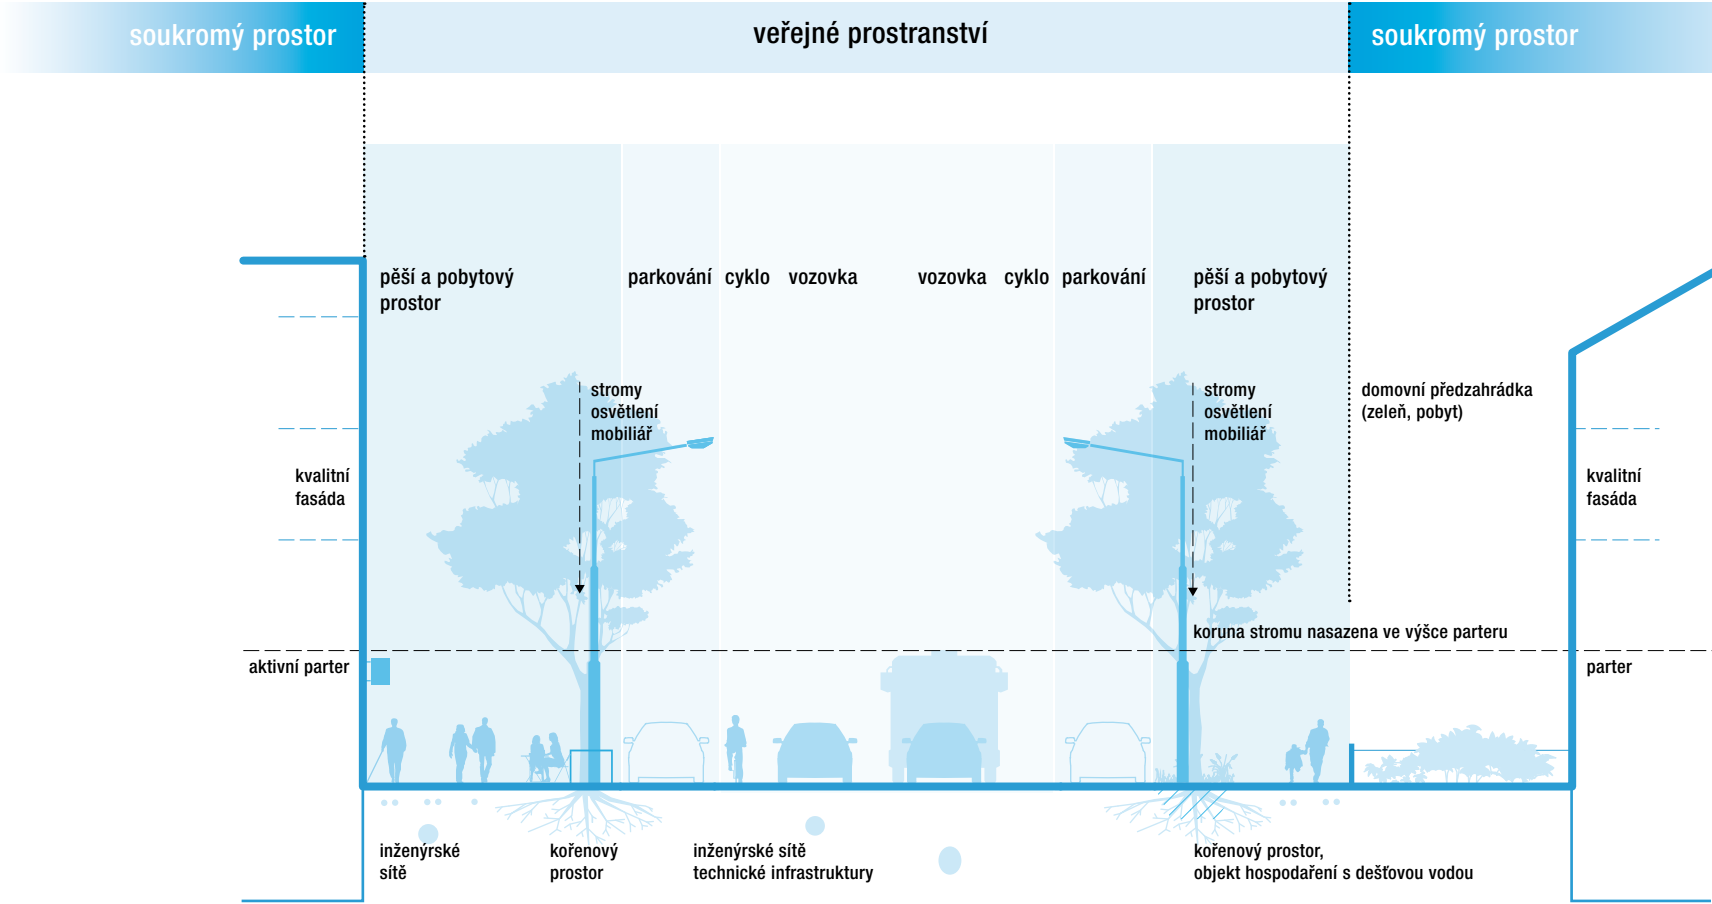 soukromý prostor
veřejné prostranství
soukromý prostor
pěší a pobytový
prostor
parkování
cyklo
vozovka
vozovka
cyklo
parkování
pěší a pobytový
prostor
stromy
osvětlení
mobiliář
stromy
osvětlení
mobiliář
domovní předzahrádka
(zeleň, pobyt)
kvalitní
fasáda
kvalitní
fasáda
koruna stromu nasazena ve výšce parteru
aktivní parter
parter
inženýrské
sítě
kořenový
prostor
inženýrské sítě
technické infrastruktury
kořenový prostor,
objekt hospodaření s dešťovou vodou